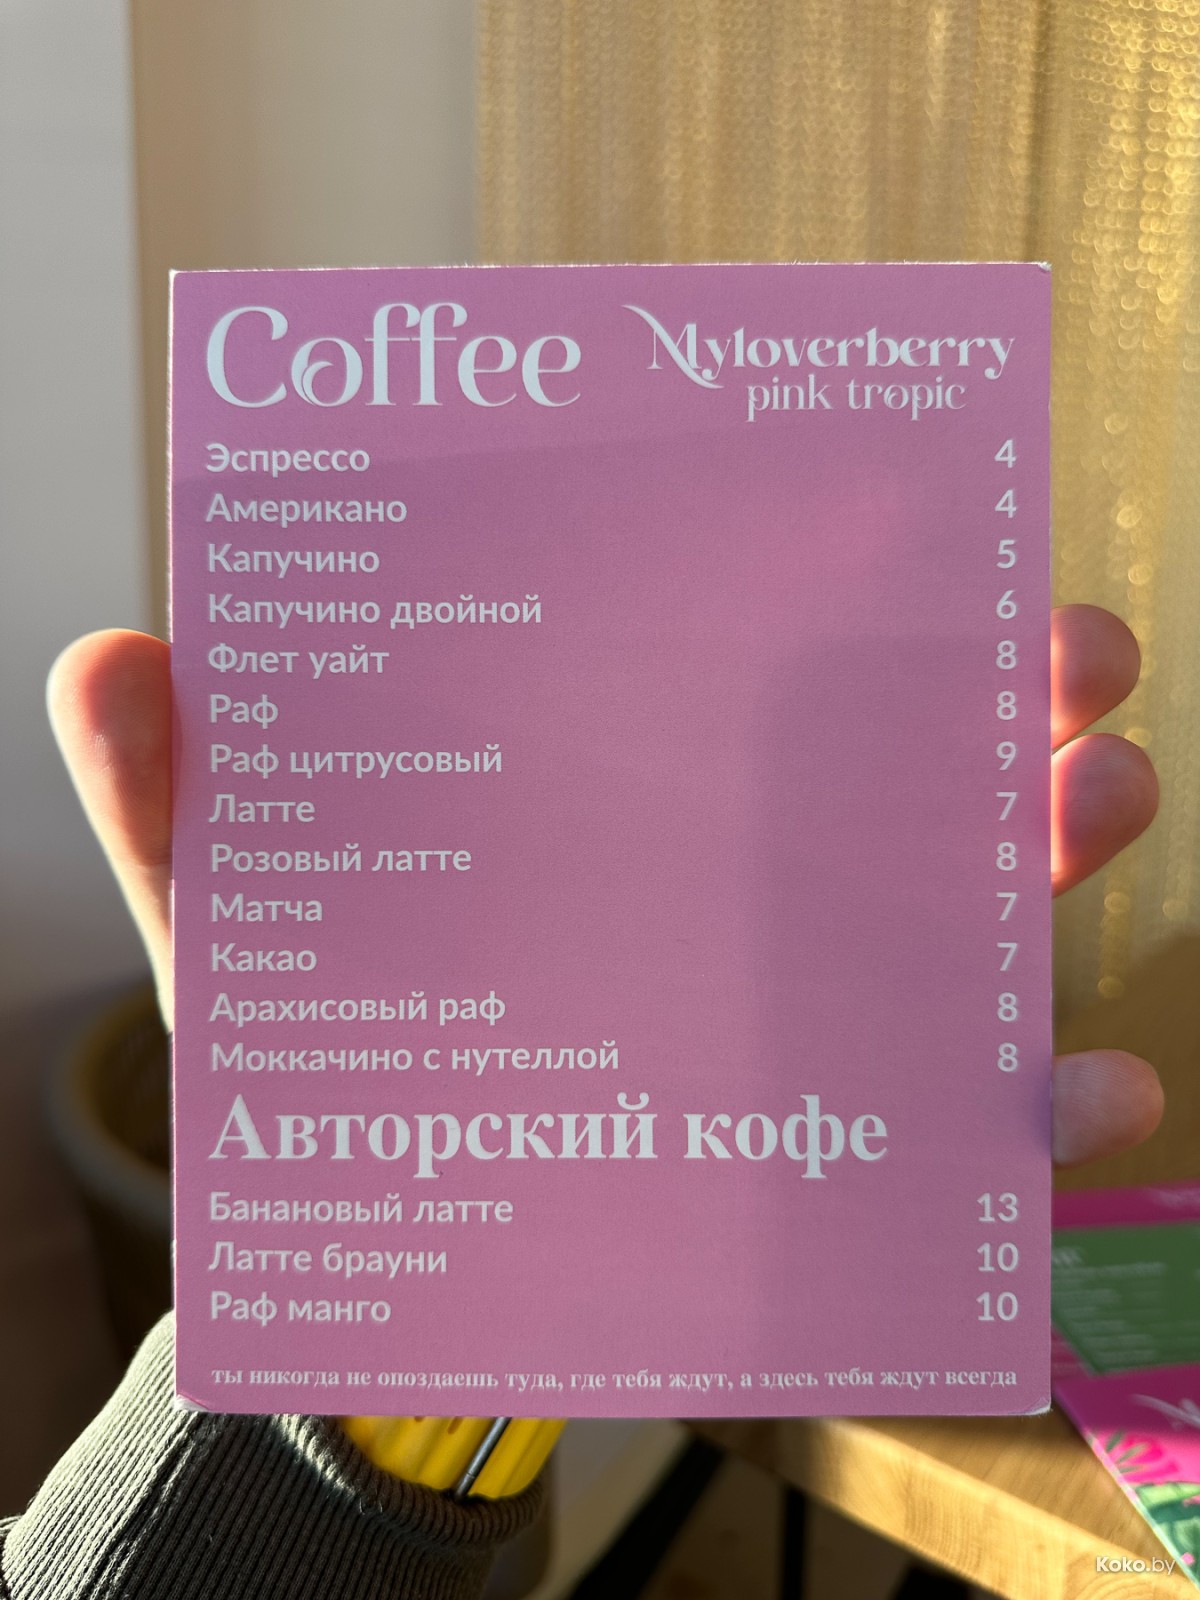 Coffee
Myloverberry
pink tropic
Эспрессо 4
Американо 4
Капучино 5
Капучино двойной 6
Флет уайт 8
Раф 8
Раф цитрусовый 9
Латте 7
Розовый латте 8
Матча 7
Какао 7
Арахисовый раф 8
Моккачино с нутеллой 8
Авторский кофе
Банановый латте 13
Латте брауни 10
Раф манго 10
ты никогда не опоздаешь туда, где тебя ждут, а здесь тебя ждут всегда
Koko.by